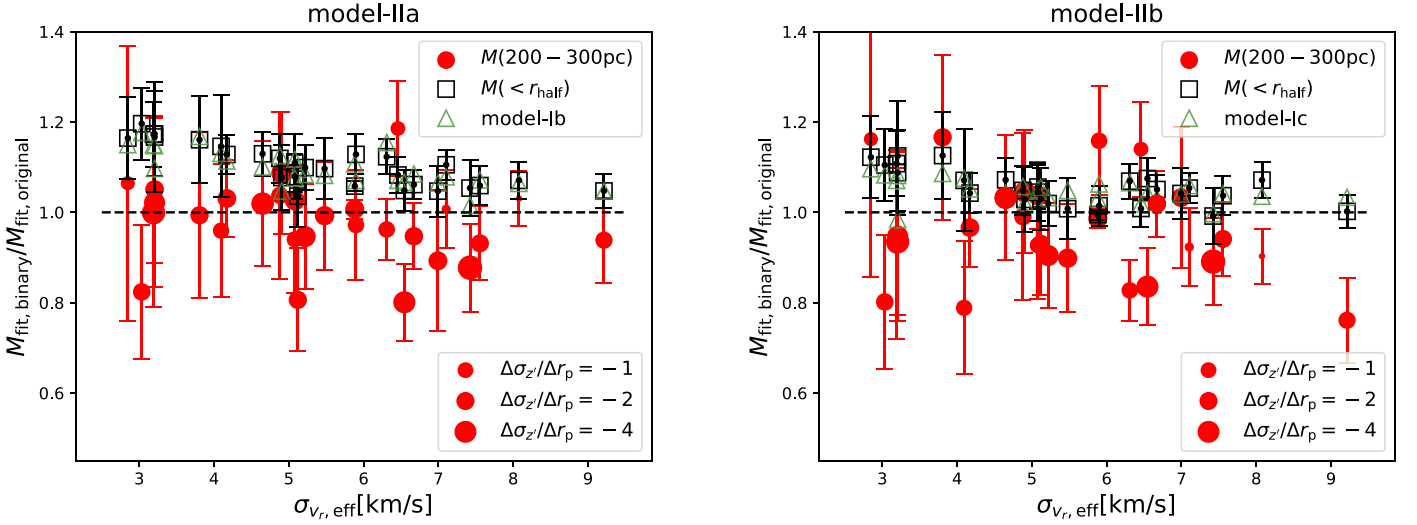 model-IIa
M_fit, binary/M_fit, original
1.4
1.2
1.0
0.8
0.6
M(200 − 300pc)
M(< r_half)
model-Ib
Δσ_z′/Δr_p = −1
Δσ_z′/Δr_p = −2
Δσ_z′/Δr_p = −4
3 4 5 6 7 8 9
σ_v_r, eff[km/s]
model-IIb
M_fit, binary/M_fit, original
1.4
1.2
1.0
0.8
0.6
M(200 − 300pc)
M(< r_half)
model-Ic
Δσ_z′/Δr_p = −1
Δσ_z′/Δr_p = −2
Δσ_z′/Δr_p = −4
3 4 5 6 7 8 9
σ_v_r, eff[km/s]